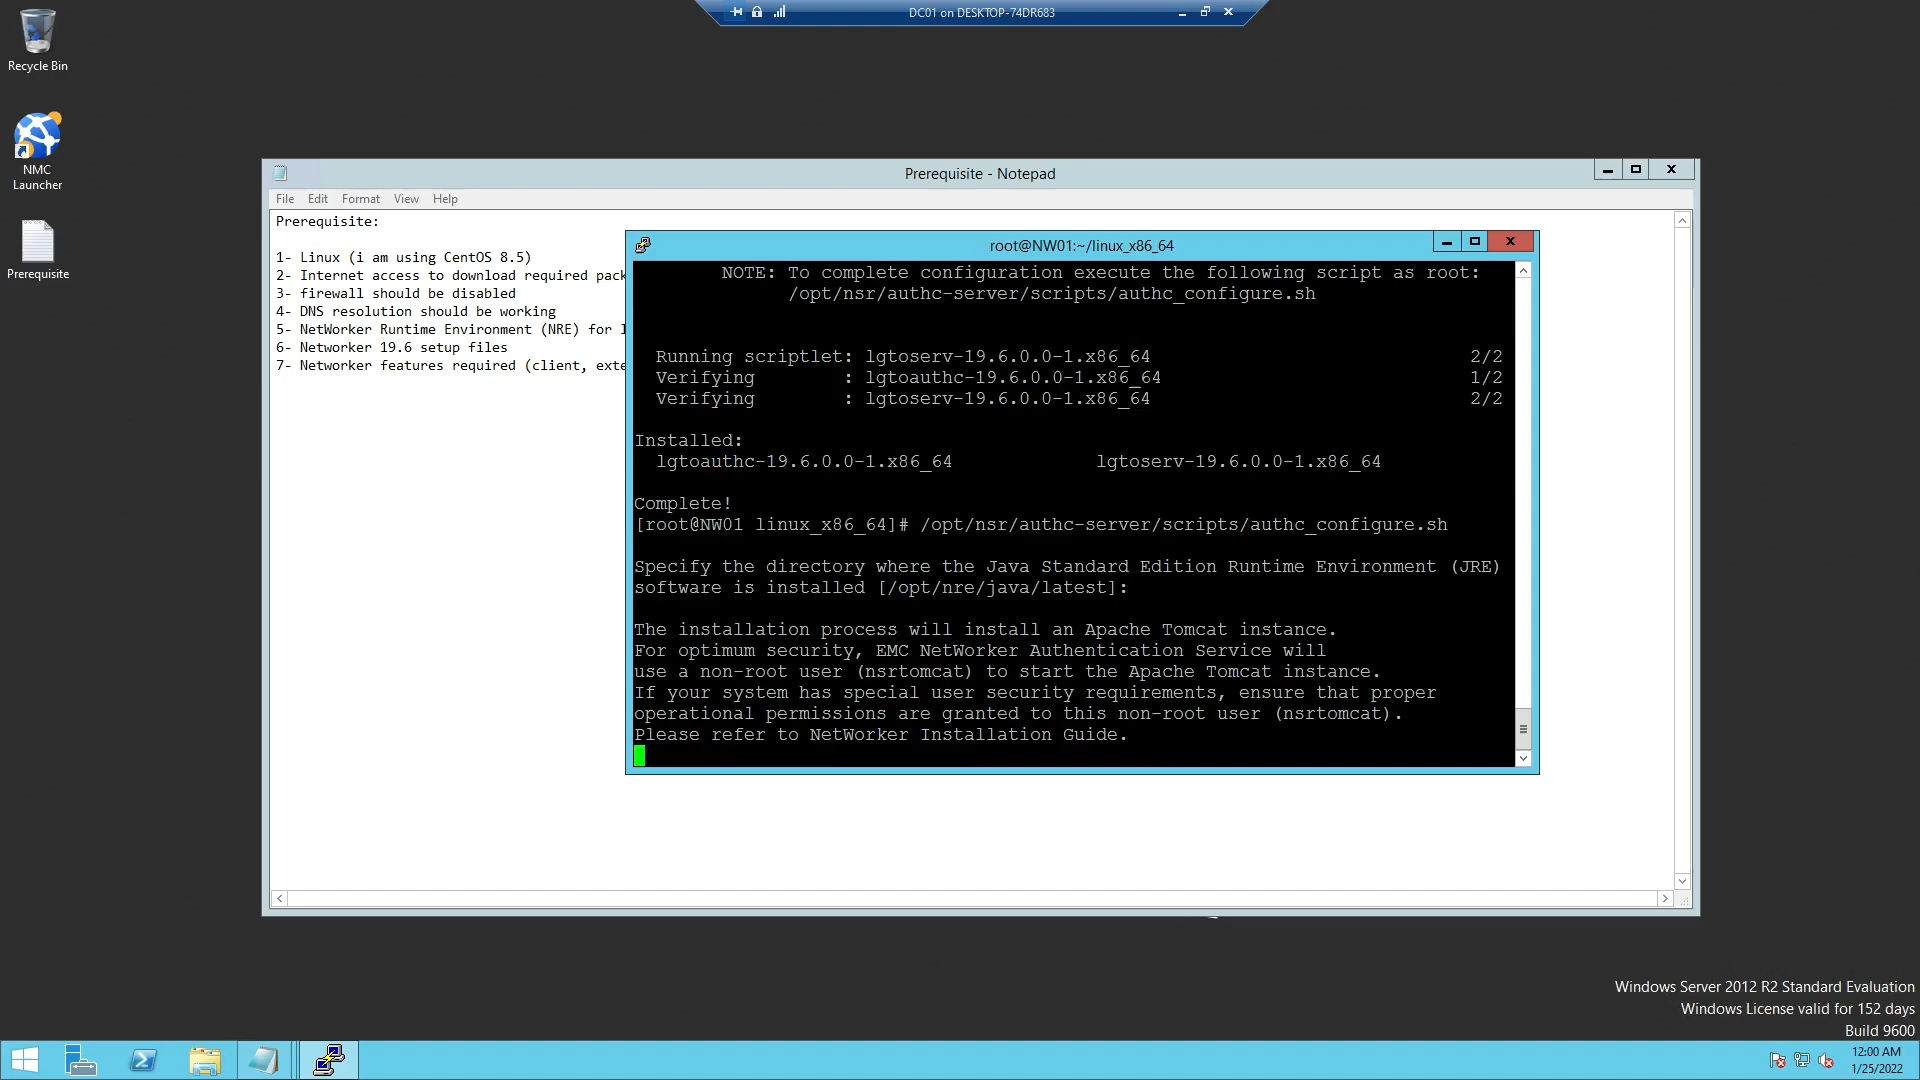 DC01 on DESKTOP-74DR683
Recycle Bin
NMC
Launcher
Prerequisite
Prerequisite - Notepad
File Edit Format View Help
Prerequisite:
1- Linux (i am using CentOS 8.5)
2- Internet access to download required pack
3- firewall should be disabled
4- DNS resolution should be working
5- NetWorker Runtime Environment (NRE) for
6- Networker 19.6 setup files
7- Networker features required (client, exte
root@NW01:~/linux_x86_64
NOTE: To complete configuration execute the following script as root:
/opt/nsr/authc-server/scripts/authc_configure.sh
Running scriptlet: lgtoserv-19.6.0.0-1.x86_64 2/2
Verifying : lgtoauthc-19.6.0.0-1.x86_64 1/2
Verifying : lgtoserv-19.6.0.0-1.x86_64 2/2
Installed:
lgtoauthc-19.6.0.0-1.x86_64 lgtoserv-19.6.0.0-1.x86_64
Complete!
[root@NW01 linux_x86_64]# /opt/nsr/authc-server/scripts/authc_configure.sh
Specify the directory where the Java Standard Edition Runtime Environment (JRE)
software is installed [/opt/nre/java/latest]:
The installation process will install an Apache Tomcat instance.
For optimum security, EMC NetWorker Authentication Service will
use a non-root user (nsrtomcat) to start the Apache Tomcat instance.
If your system has special user security requirements, ensure that proper
operational permissions are granted to this non-root user (nsrtomcat).
Please refer to NetWorker Installation Guide.
Windows Server 2012 R2 Standard Evaluation
Windows License valid for 152 days
Build 9600
12:00 AM
1/25/2022